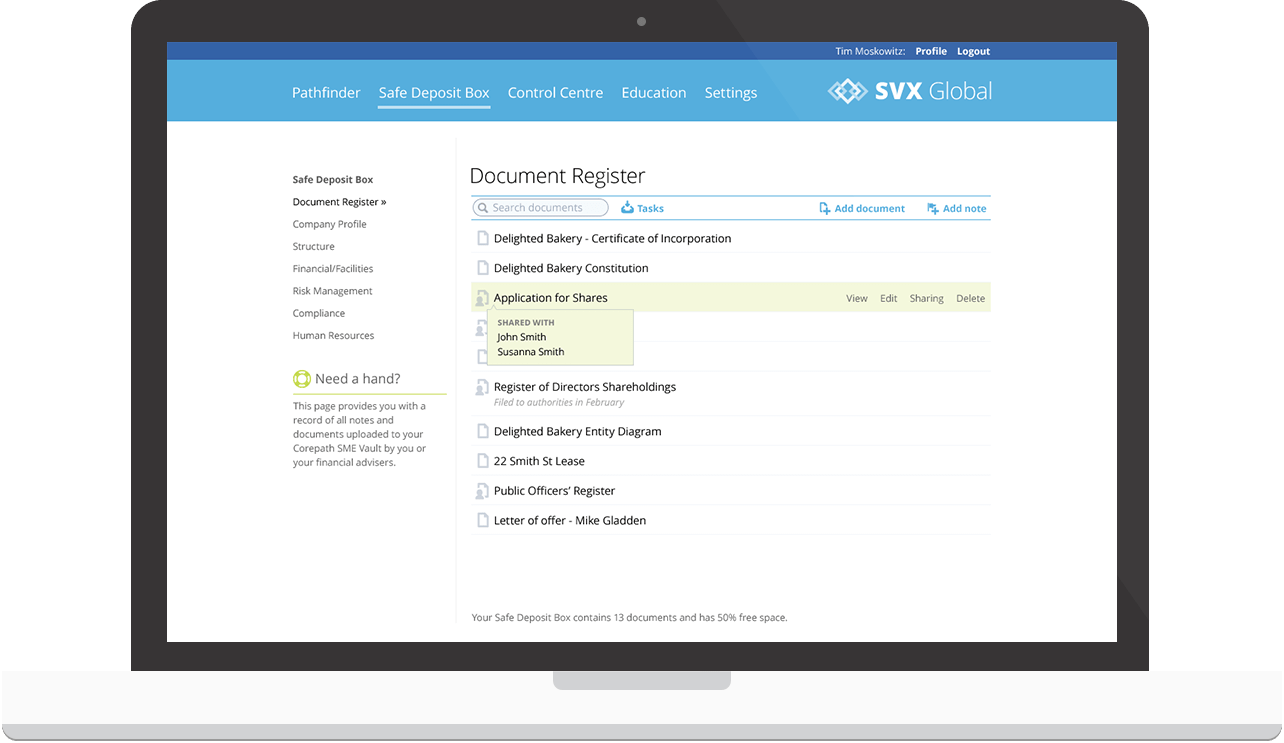 Tim Moskowitz: Profile Logout
Pathfinder Safe Deposit Box Control Centre Education Settings
SVX Global
Safe Deposit Box
Document Register »
Company Profile
Structure
Financial/Facilities
Risk Management
Compliance
Human Resources
Need a hand?
This page provides you with a
record of all notes and
documents uploaded to your
Corepath SME Vault by you or
your financial advisers.
Document Register
Search documents Tasks Add document Add note
Delighted Bakery - Certificate of Incorporation
Delighted Bakery Constitution
Application for Shares View Edit Sharing Delete
SHARED WITH
John Smith
Susanna Smith
Register of Directors Shareholdings
Filed to authorities in February
Delighted Bakery Entity Diagram
22 Smith St Lease
Public Officers’ Register
Letter of offer - Mike Gladden
Your Safe Deposit Box contains 13 documents and has 50% free space.